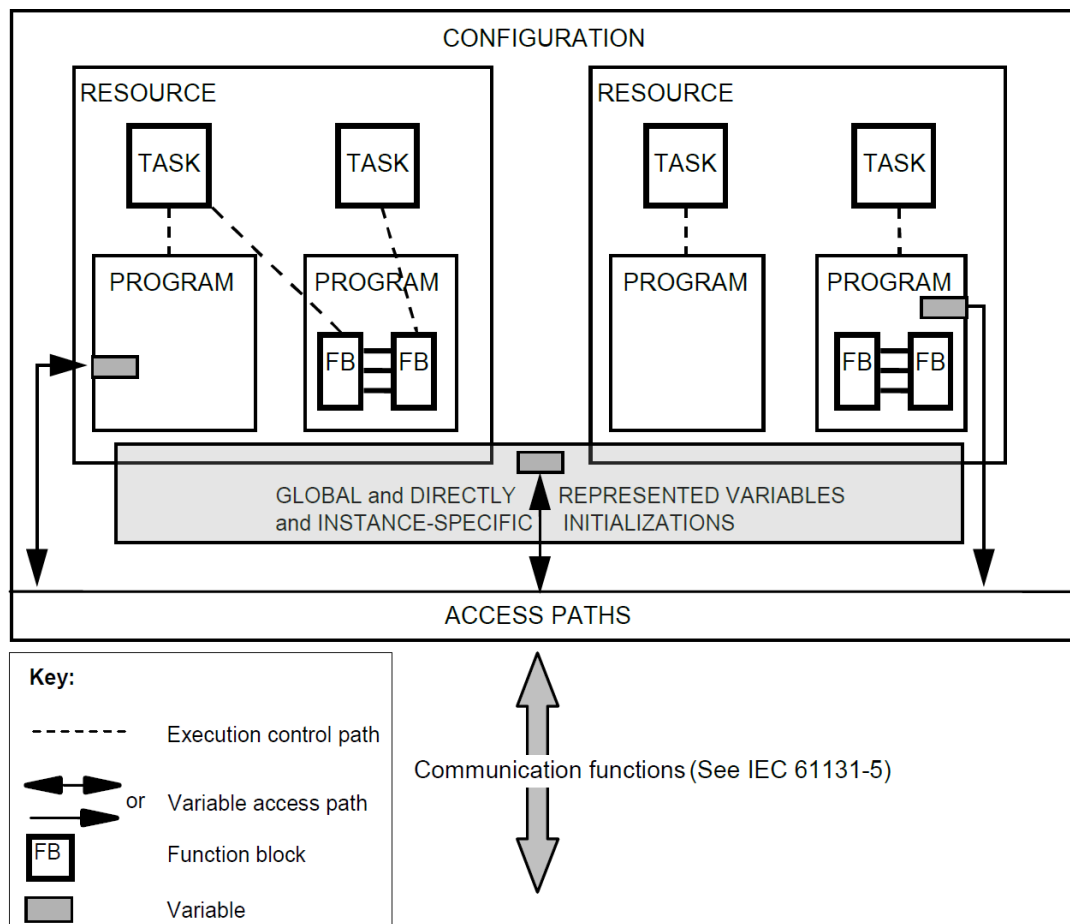 CONFIGURATION
RESOURCE
RESOURCE
TASK
TASK
TASK
TASK
PROGRAM
PROGRAM
PROGRAM
PROGRAM
FB
FB
FB
FB
GLOBAL and DIRECTLY REPRESENTED VARIABLES
and INSTANCE-SPECIFIC INITIALIZATIONS
ACCESS PATHS
Key:
Execution control path
or
Variable access path
FB
Function block
Variable
Communication functions (See IEC 61131-5)